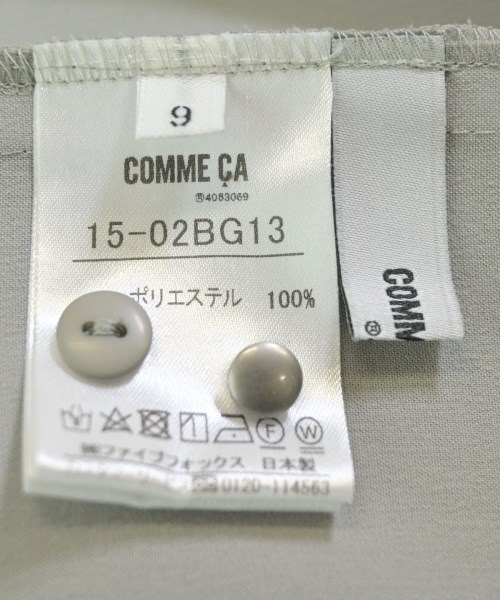 9
COMME ÇA
®4083069
15-02BG13
ポリエステル 100%
F W
㈱ファイブフォックス 日本製
0120-114563
COMM
®